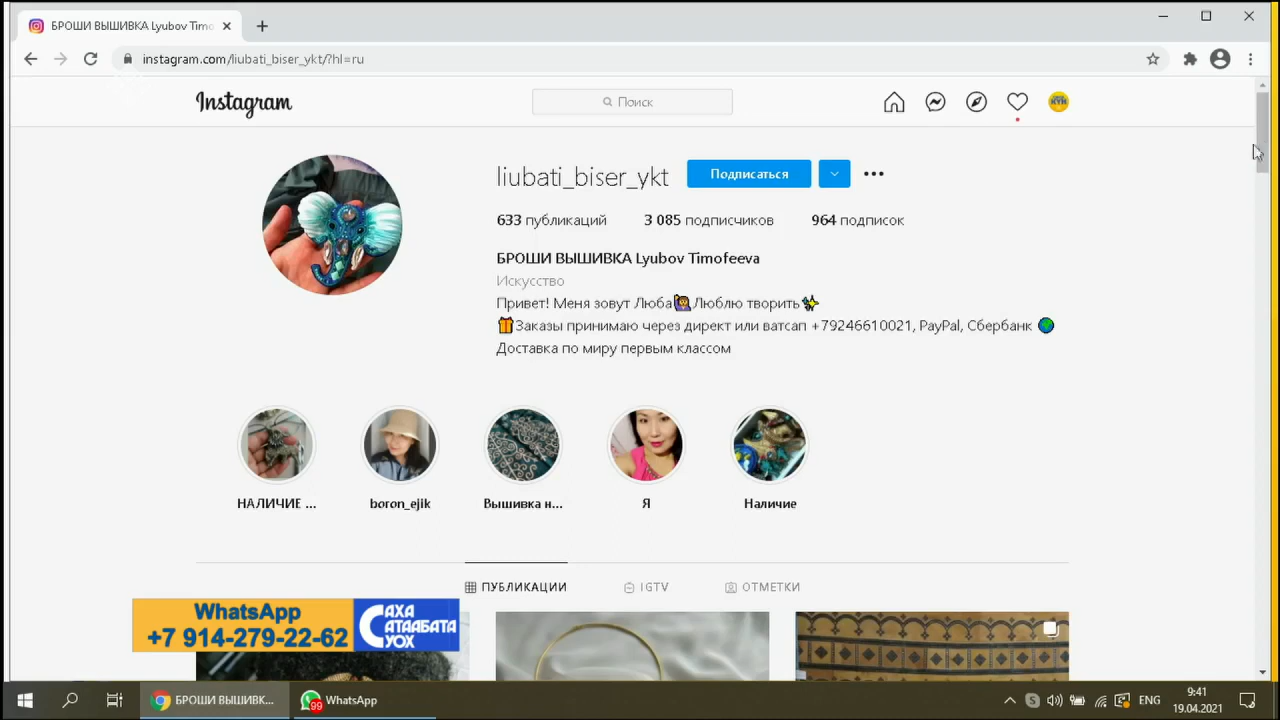 БРОШИ ВЫШИВКА Lyubov Timo
instagram.com/liubati_biser_ykt/?hl=ru
Instagram
Поиск
liubati_biser_ykt
Подписаться
633 публикаций
3 085 подписчиков
964 подписок
БРОШИ ВЫШИВКА Lyubov Timofeeva
Искусство
Привет! Меня зовут Люба🙋Люблю творить✨
🎁Заказы принимаю через директ или ватсап +79246610021, PayPal, Сбербанк 🌍
Доставка по миру первым классом
НАЛИЧИЕ ...
boron_ejik
Вышивка н...
Я
Наличие
ПУБЛИКАЦИИ
IGTV
ОТМЕТКИ
WhatsApp
+7 914-279-22-62
САХА
САТААБАТА
УОХ
БРОШИ ВЫШИВК...
99
WhatsApp
ENG
9:41
19.04.2021